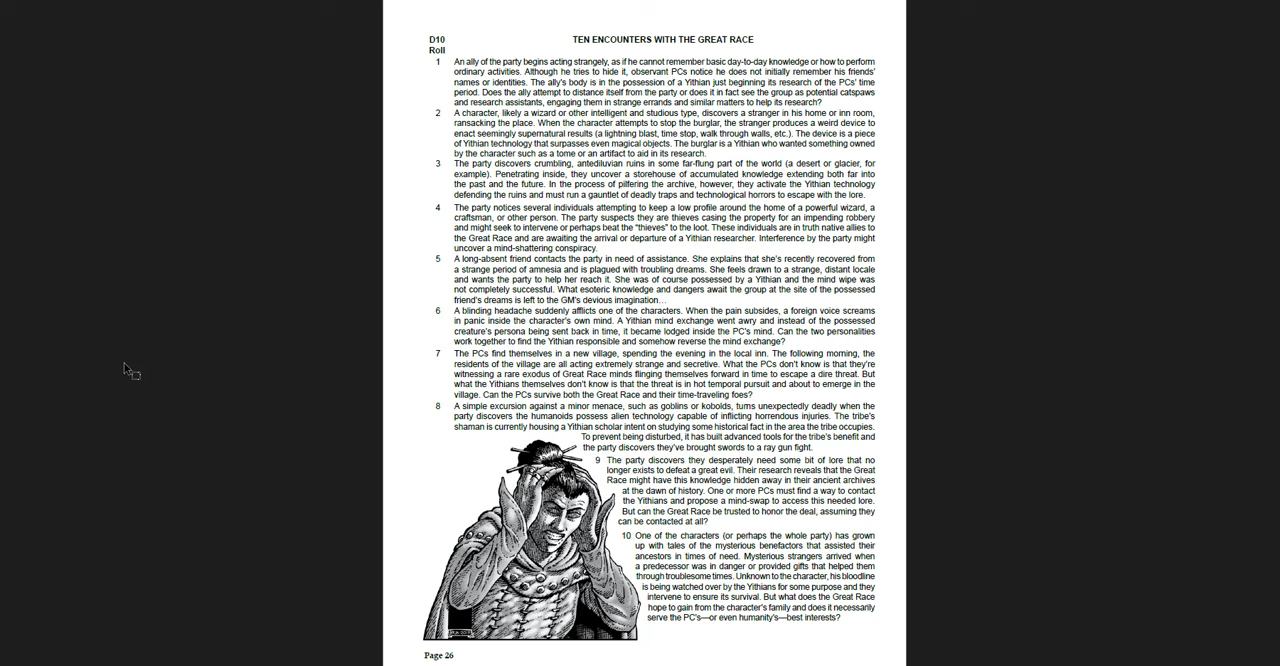 D10
Roll
TEN ENCOUNTERS WITH THE GREAT RACE
1 An ally of the party begins acting strangely, as if he cannot remember basic day-to-day knowledge or how to perform
ordinary activities. Although he tries to hide it, observant PCs notice he does not initially remember his friends'
names or identities. The ally's body is in the possession of a Yithian just beginning its research of the PCs' time
period. Does the ally attempt to distance itself from the party or does it in fact see the group as potential catspaws
and research assistants, engaging them in strange errands and similar matters to help its research?
2 A character, likely a wizard or other intelligent and studious type, discovers a stranger in his home or inn room,
ransacking the place. When the character attempts to stop the burglar, the stranger produces a weird device to
enact seemingly supernatural results (a lightning blast, time stop, walk through walls, etc.). The device is a piece
of Yithian technology that surpasses even magical objects. The burglar is a Yithian who wanted something owned
by the character such as a tome or an artifact to aid in its research.
3 The party discovers crumbling, antediluvian ruins in some far-flung part of the world (a desert or glacier, for
example). Penetrating inside, they uncover a storehouse of accumulated knowledge extending both far into
the past and the future. In the process of pilfering the archive, however, they activate the Yithian technology
defending the ruins and must run a gauntlet of deadly traps and technological horrors to escape with the lore.
4 The party notices several individuals attempting to keep a low profile around the home of a powerful wizard, a
craftsman, or other person. The party suspects they are thieves casing the property for an impending robbery
and might seek to intervene or perhaps beat the "thieves" to the loot. These individuals are in truth native allies to
the Great Race and are awaiting the arrival or departure of a Yithian researcher. Interference by the party might
uncover a mind-shattering conspiracy.
5 A long-absent friend contacts the party in need of assistance. She explains that she's recently recovered from
a strange period of amnesia and is plagued with troubling dreams. She feels drawn to a strange, distant locale
and wants the party to help her reach it. She was of course possessed by a Yithian and the mind wipe was
not completely successful. What esoteric knowledge and dangers await the group at the site of the possessed
friend's dreams is left to the GM's devious imagination…
6 A blinding headache suddenly afflicts one of the characters. When the pain subsides, a foreign voice screams
in panic inside the character's own mind. A Yithian mind exchange went awry and instead of the possessed
creature's persona being sent back in time, it became lodged inside the PC's mind. Can the two personalities
work together to find the Yithian responsible and somehow reverse the mind exchange?
7 The PCs find themselves in a new village, spending the evening in the local inn. The following morning, the
residents of the village are all acting extremely strange and secretive. What the PCs don't know is that they're
witnessing a rare exodus of Great Race minds flinging themselves forward in time to escape a dire threat. But
what the Yithians themselves don't know is that the threat is in hot temporal pursuit and about to emerge in the
village. Can the PCs survive both the Great Race and their time-traveling foes?
8 A simple excursion against a minor menace, such as goblins or kobolds, turns unexpectedly deadly when the
party discovers the humanoids possess alien technology capable of inflicting horrendous injuries. The tribe's
shaman is currently housing a Yithian scholar intent on studying some historical fact in the area the tribe occupies.
To prevent being disturbed, it has built advanced tools for the tribe's benefit and
the party discovers they've brought swords to a ray gun fight.
9 The party discovers they desperately need some bit of lore that no
longer exists to defeat a great evil. Their research reveals that the Great
Race might have this knowledge hidden away in their ancient archives
at the dawn of history. One or more PCs must find a way to contact
the Yithians and propose a mind-swap to access this needed lore.
But can the Great Race be trusted to honor the deal, assuming they
can be contacted at all?
10 One of the characters (or perhaps the whole party) has grown
up with tales of the mysterious benefactors that assisted their
ancestors in times of need. Mysterious strangers arrived when
a predecessor was in danger or provided gifts that helped them
through troublesome times. Unknown to the character, his bloodline
is being watched over by the Yithians for some purpose and they
intervene to ensure its survival. But what does the Great Race
hope to gain from the character's family and does it necessarily
serve the PC's—or even humanity's—best interests?
Page 26